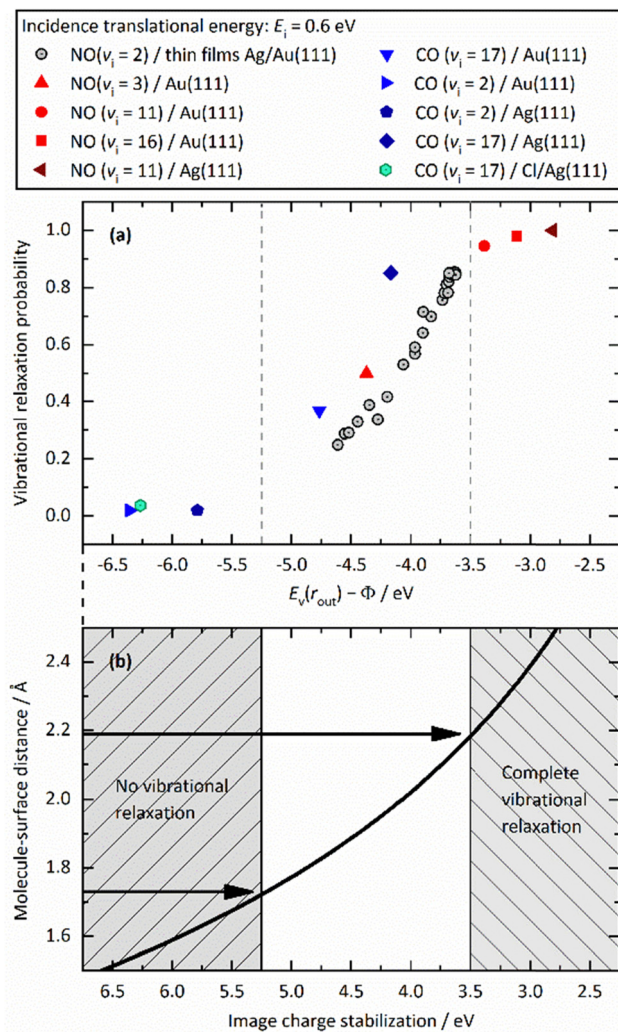 Incidence translational energy: Eᵢ = 0.6 eV
NO(vᵢ = 2) / thin films Ag/Au(111)
NO(vᵢ = 3) / Au(111)
NO (vᵢ = 11) / Au(111)
NO (vᵢ = 16) / Au(111)
NO (vᵢ = 11) / Ag(111)
CO (vᵢ = 17) / Au(111)
CO (vᵢ = 2) / Au(111)
CO (vᵢ = 2) / Ag(111)
CO (vᵢ = 17) / Ag(111)
CO (vᵢ = 17) / Cl/Ag(111)
(a)
Vibrational relaxation probability
1.0
0.8
0.6
0.4
0.2
0.0
-6.5 -6.0 -5.5 -5.0 -4.5 -4.0 -3.5 -3.0 -2.5
Eᵥ(rₒᵤₜ) − Φ / eV
(b)
Molecule-surface distance / Å
2.4
2.2
2.0
1.8
1.6
No vibrational
relaxation
Complete
vibrational
relaxation
6.5 6.0 5.5 5.0 4.5 4.0 3.5 3.0 2.5
Image charge stabilization / eV